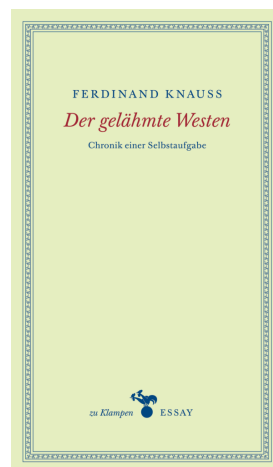 FERDINAND KNAUSS
Der gelähmte Westen
Chronik einer Selbstaufgabe
zu Klampen ESSAY